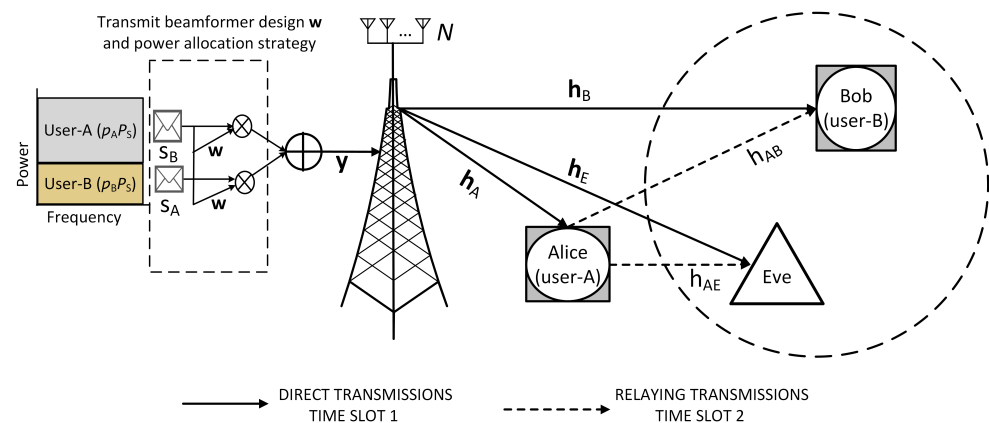 Transmit beamformer design w
and power allocation strategy
... N
Power
User-A (pAPS)
User-B (pBPS)
Frequency
SB
w
SA
w
y
hB
hE
hA
hAB
hAE
Bob
(user-B)
Alice
(user-A)
Eve
DIRECT TRANSMISSIONS
TIME SLOT 1
RELAYING TRANSMISSIONS
TIME SLOT 2